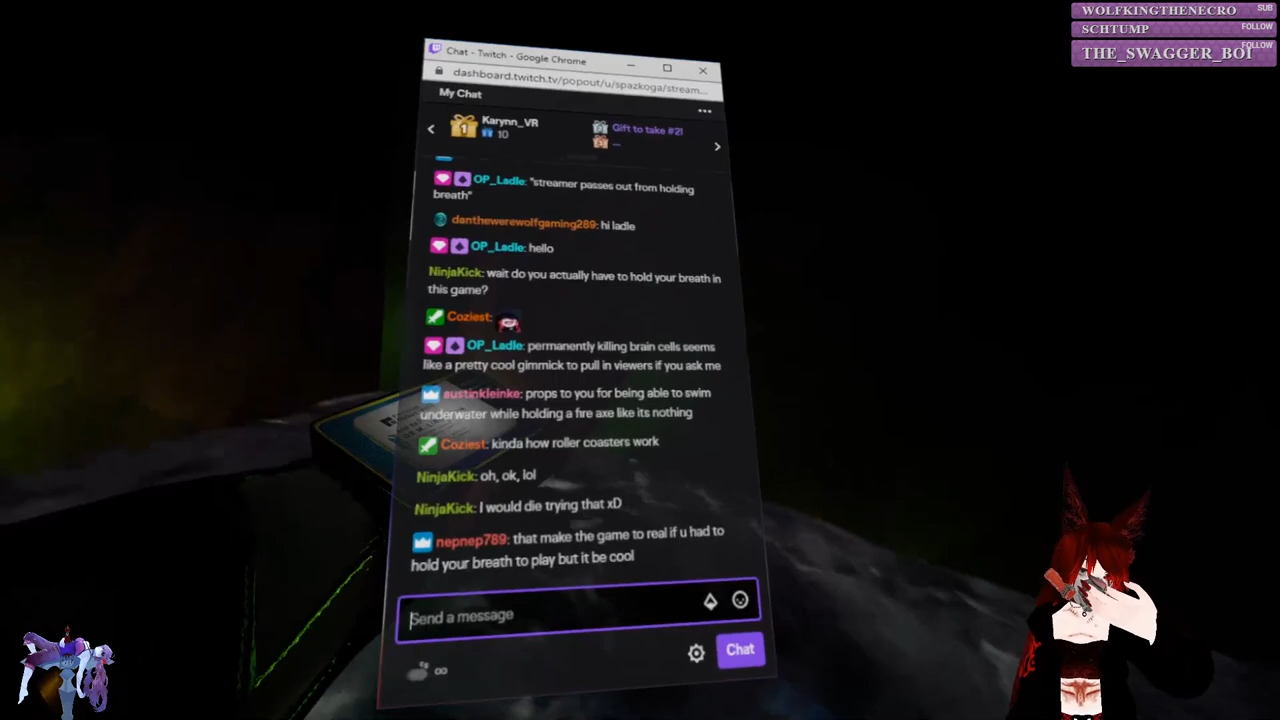 WOLFKINGTHENECRO SUB
SCHTUMP FOLLOW
THE_SWAGGER_BOI FOLLOW
Chat - Twitch - Google Chrome
dashboard.twitch.tv/popout/u/spazkoga/stream...
My Chat
1 Karynn_VR
10
Gift to take #2!
--
OP_Ladle: "streamer passes out from holding
breath"
danthewerewolfgaming289: hi ladle
OP_Ladle: hello
NinjaKick: wait do you actually have to hold your breath in
this game?
Coziest:
OP_Ladle: permanently killing brain cells seems
like a pretty cool gimmick to pull in viewers if you ask me
austinkleinke: props to you for being able to swim
underwater while holding a fire axe like its nothing
Coziest: kinda how roller coasters work
NinjaKick: oh, ok, lol
NinjaKick: I would die trying that xD
nepnep789: that make the game to real if u had to
hold your breath to play but it be cool
Send a message
∞
Chat